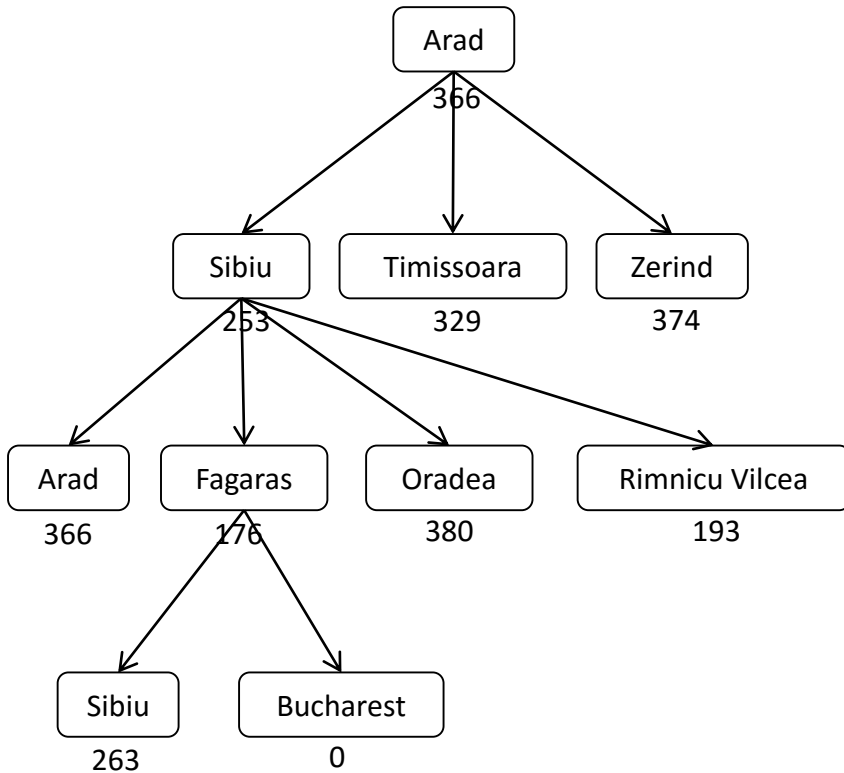 Arad
366
Sibiu
Timissoara
Zerind
253
329
374
Arad
Fagaras
Oradea
Rimnicu Vilcea
366
176
380
193
Sibiu
Bucharest
263
0